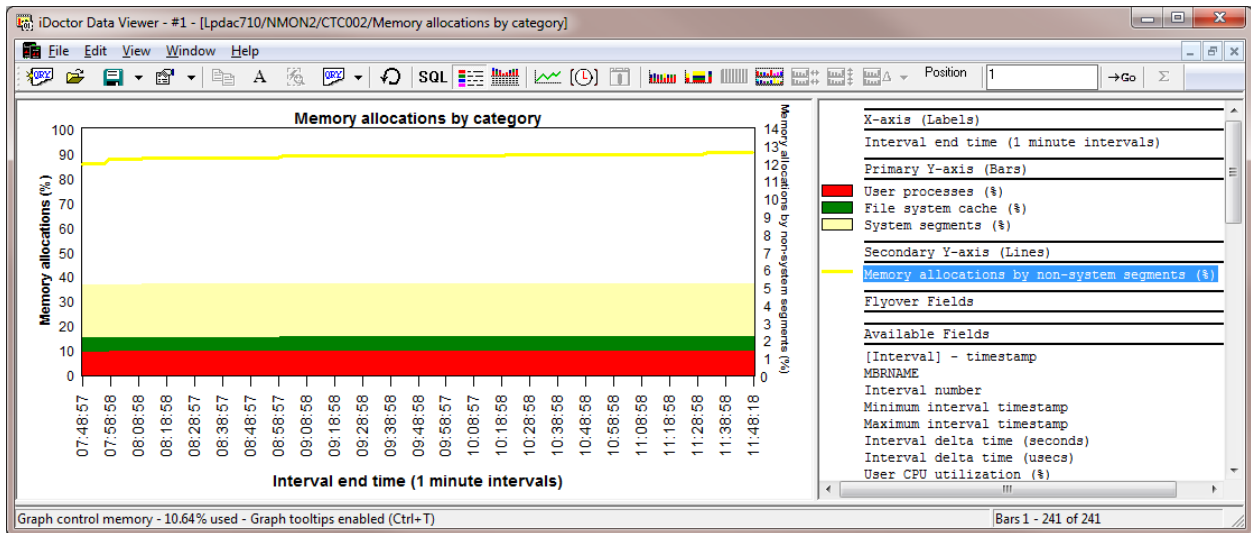 iDoctor Data Viewer - #1 - [Lpdac710/NMON2/CTC002/Memory allocations by category]
File Edit View Window Help
SQL Position 1 →Go Σ
Memory allocations by category
Memory allocations (%)
100
90
80
70
60
50
40
30
20
10
0
14
13
12
11
10
9
8
7
6
5
4
3
2
1
0
Memory allocations by non-system segments (%)
07:48:57
07:58:58
08:08:58
08:18:58
08:28:57
08:38:57
08:48:57
08:58:57
09:08:57
09:18:58
09:28:58
09:38:58
09:48:58
09:58:57
10:08:57
10:18:57
10:28:58
10:38:58
10:48:58
10:58:58
11:08:58
11:18:58
11:28:58
11:38:58
11:48:18
Interval end time (1 minute intervals)
X-axis (Labels)
Interval end time (1 minute intervals)
Primary Y-axis (Bars)
User processes (%)
File system cache (%)
System segments (%)
Secondary Y-axis (Lines)
Memory allocations by non-system segments (%)
Flyover Fields
Available Fields
[Interval] - timestamp
MBRNAME
Interval number
Minimum interval timestamp
Maximum interval timestamp
Interval delta time (seconds)
Interval delta time (usecs)
User CPU utilization (%)
Graph control memory - 10.64% used - Graph tooltips enabled (Ctrl+T)
Bars 1 - 241 of 241